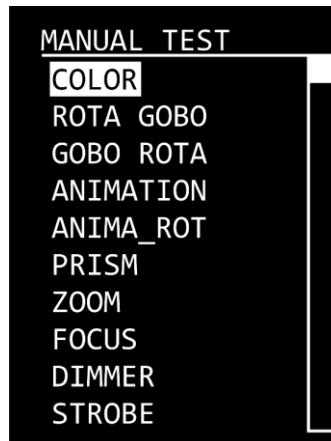 MANUAL TEST
COLOR
ROTA GOBO
GOBO ROTA
ANIMATION
ANIMA_ROT
PRISM
ZOOM
FOCUS
DIMMER
STROBE